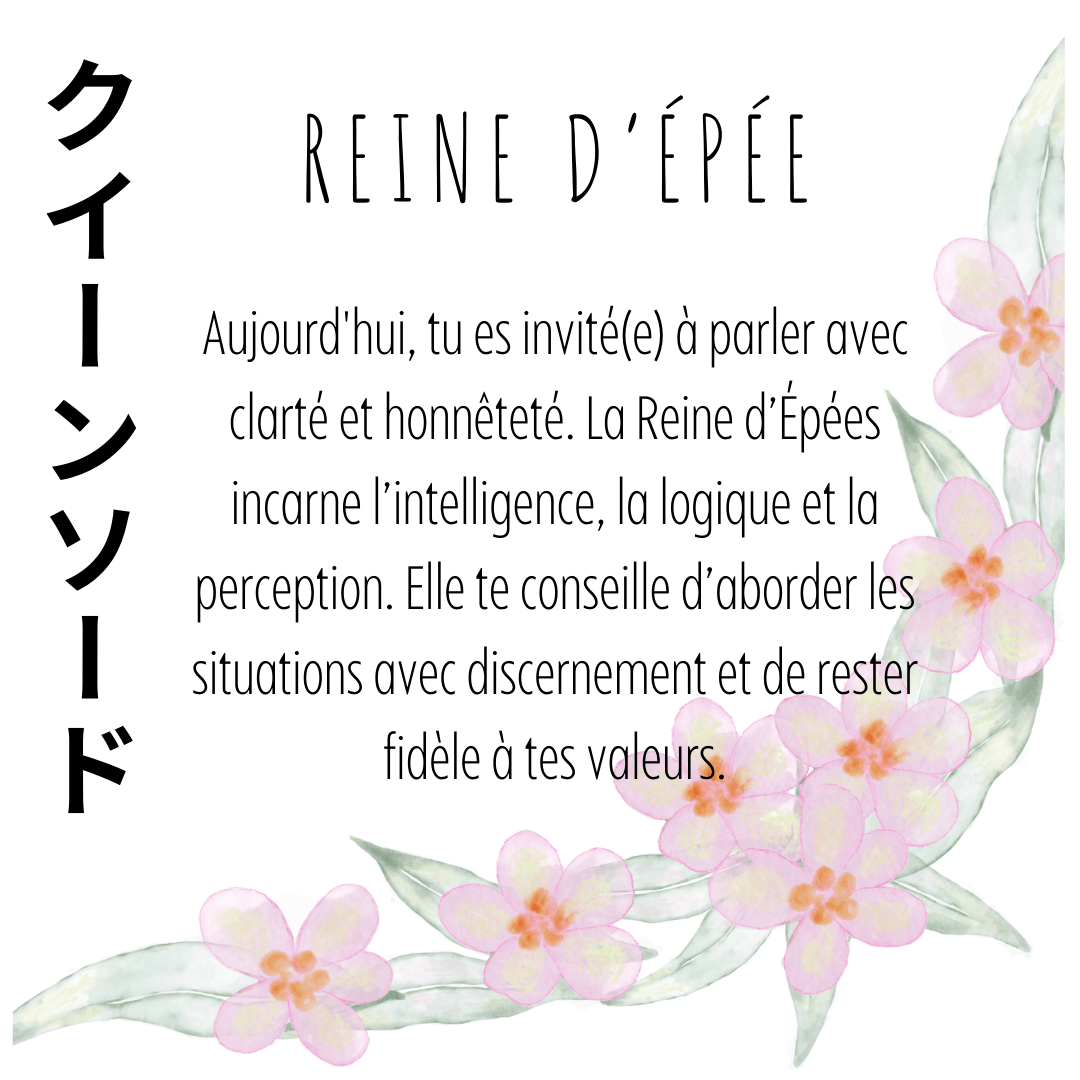 クイーンソード
REINE D’ÉPÉE
Aujourd'hui, tu es invité(e) à parler avec
clarté et honnêteté. La Reine d’Épées
incarne l’intelligence, la logique et la
perception. Elle te conseille d’aborder les
situations avec discernement et de rester
fidèle à tes valeurs.